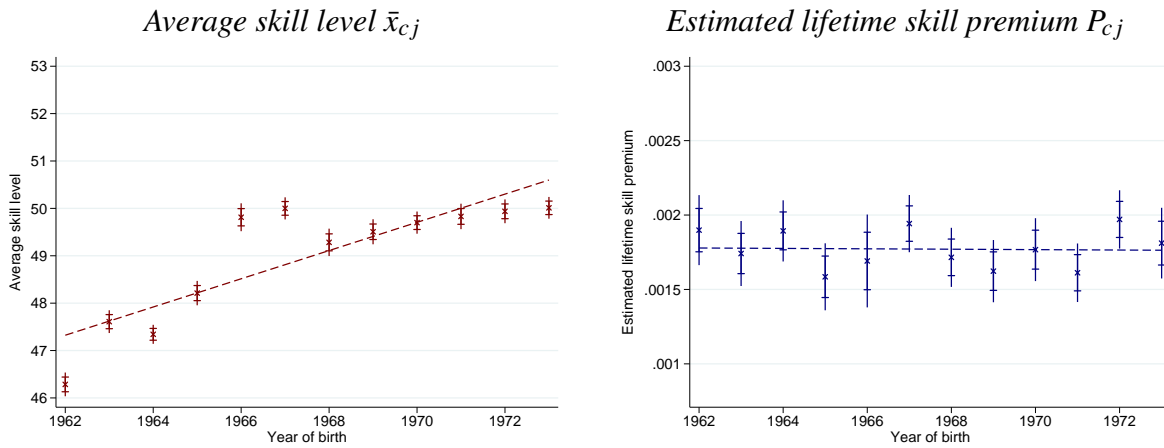 Average skill level x̄cj
53
52
51
50
49
48
47
46
Average skill level
1962 1964 1966 1968 1970 1972
Year of birth
Estimated lifetime skill premium Pcj
.003
.0025
.002
.0015
.001
Estimated lifetime skill premium
1962 1964 1966 1968 1970 1972
Year of birth